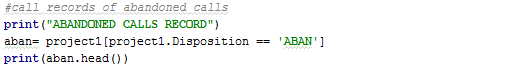 #call records of abandoned calls
print("ABANDONED CALLS RECORD")
aban= project1[project1.Disposition == 'ABAN']
print(aban.head())